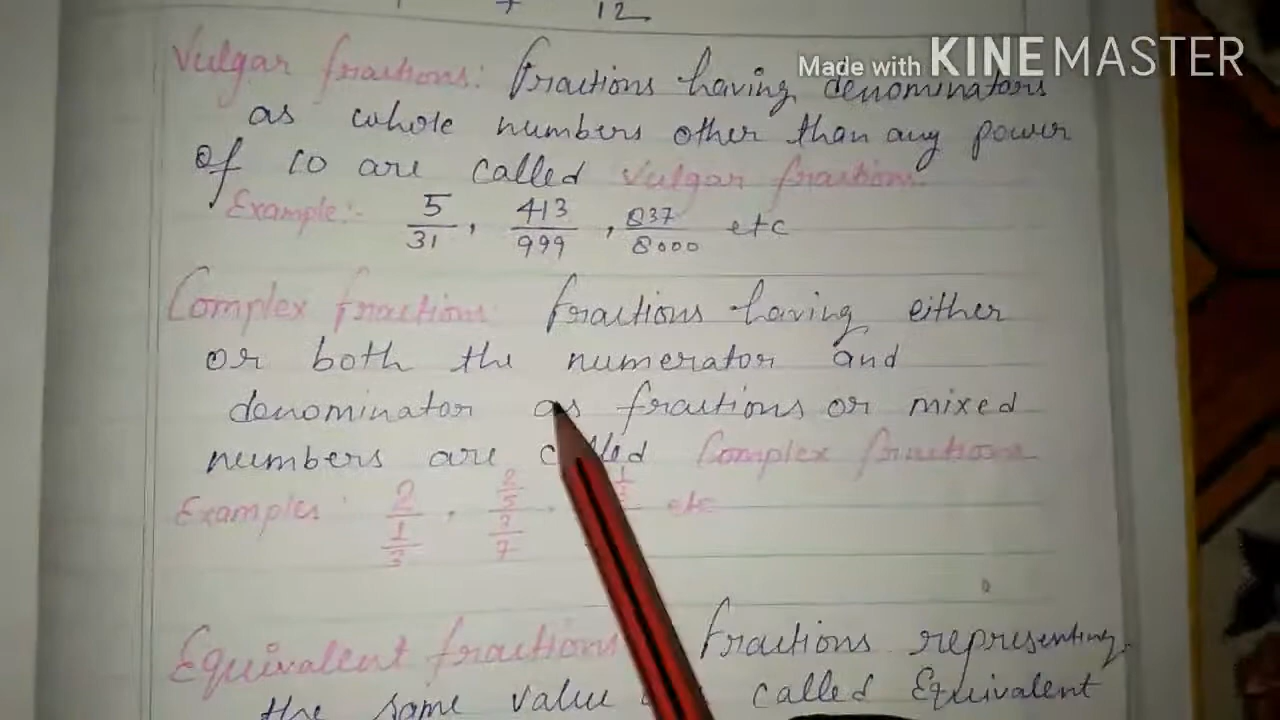 12
Made with KINEMASTER
Vulgar fractions: Fractions having denominators
as whole numbers other than any power
of 10 are called Vulgar fractions.
Example:- 5/31, 413/999, 837/8000 etc
Complex fractions: Fractions having either
or both the numerator and
denominator as fractions or mixed
numbers are called Complex fractions
Examples: etc
Equivalent fractions Fractions representing
the same value called Equivalent